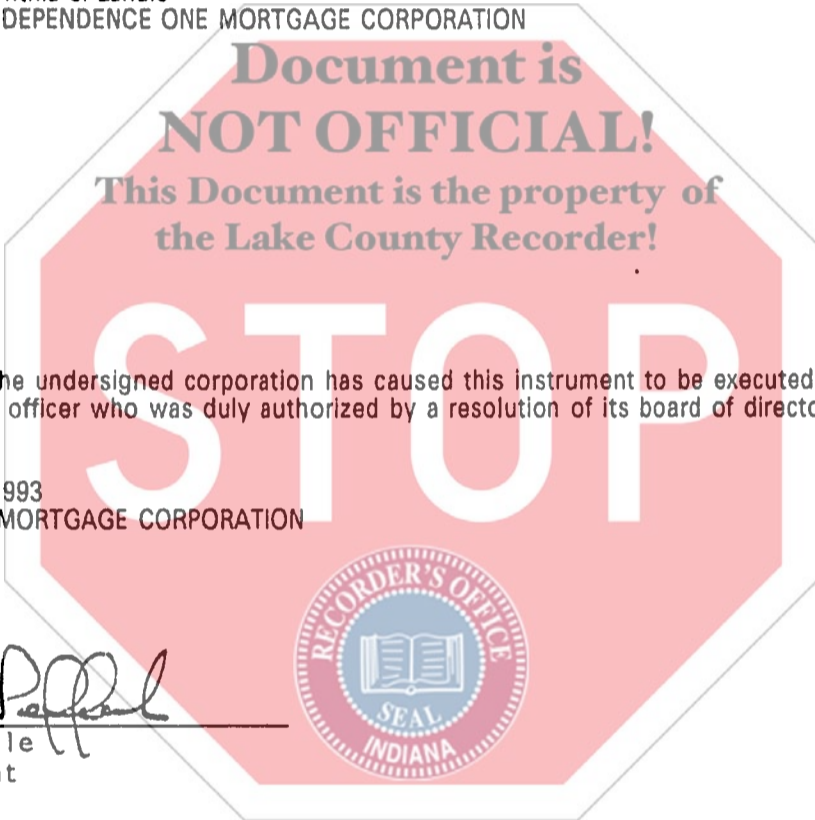 DEPENDENCE ONE MORTGAGE CORPORATION
Document is
NOT OFFICIAL!
This Document is the property of
the Lake County Recorder!
STOP
he undersigned corporation has caused this instrument to be executed
officer who was duly authorized by a resolution of its board of directo
993
MORTGAGE CORPORATION
RECORDER'S OFFICE
SEAL
INDIANA
le
t